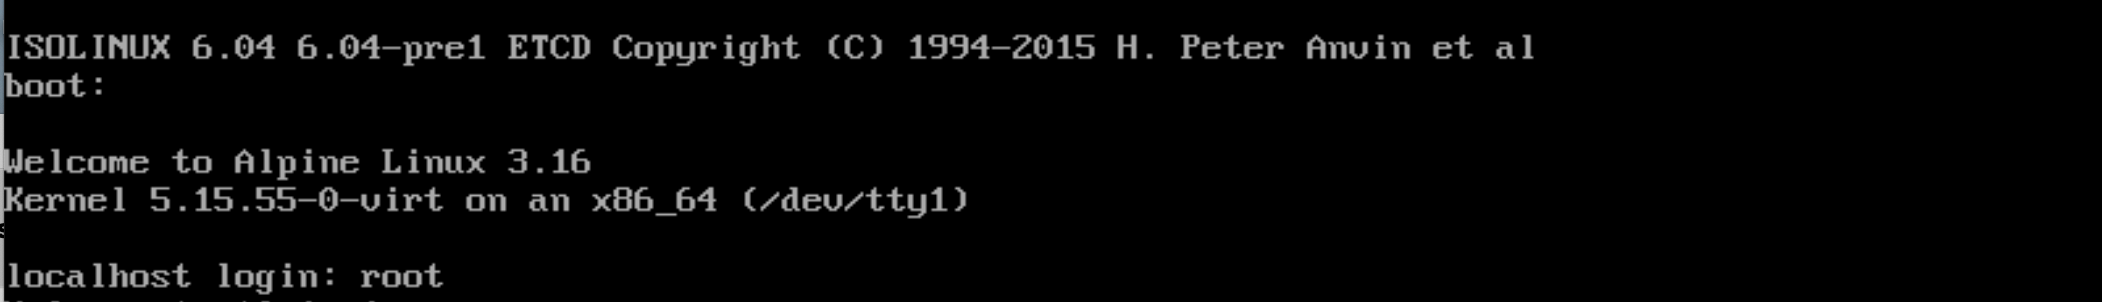 ISOLINUX 6.04 6.04-pre1 ETCD Copyright (C) 1994-2015 H. Peter Anvin et al
boot:
Welcome to Alpine Linux 3.16
Kernel 5.15.55-0-virt on an x86_64 (/dev/tty1)
localhost login: root